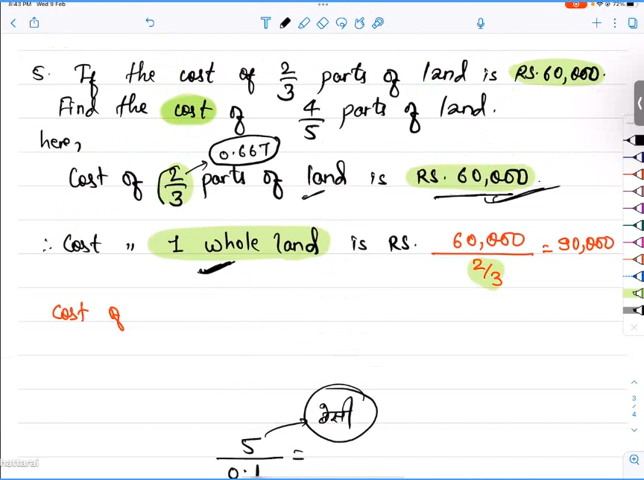 6:43 PM 9 Feb
72%
5. If the cost of 2/3 parts of land is RS. 60,000.
Find the cost of 4/5 parts of land.
here,
0.667
Cost of 2/3 parts of land is RS. 60,000
∴ Cost " 1 whole land is RS. 60,000 / 2/3 = 90,000
Cost of
बेसी
5 / 0.1 =
3
4
hattarai